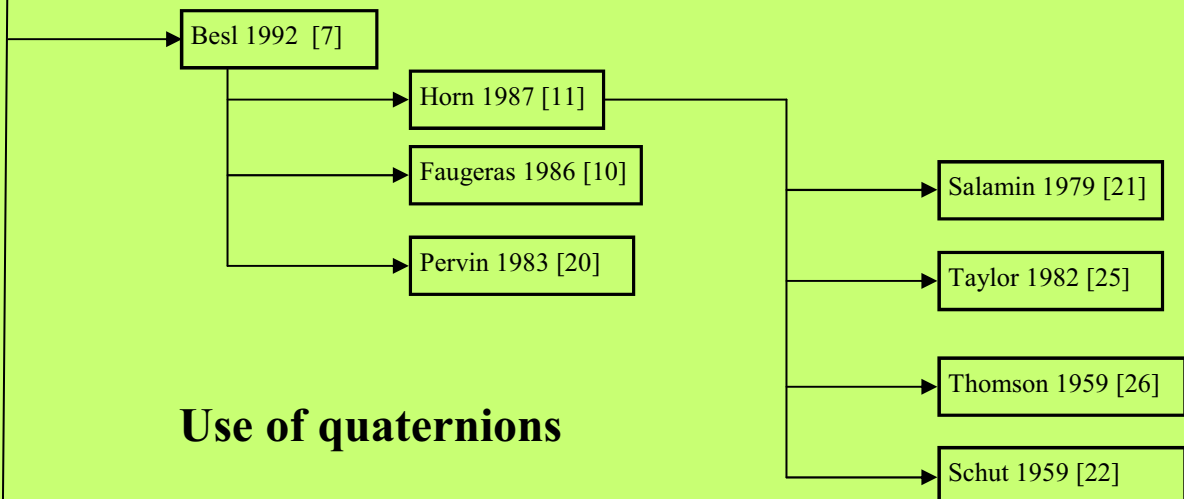 Besl 1992 [7]
Horn 1987 [11]
Faugeras 1986 [10]
Salamin 1979 [21]
Pervin 1983 [20]
Taylor 1982 [25]
Thomson 1959 [26]
Use of quaternions
Schut 1959 [22]